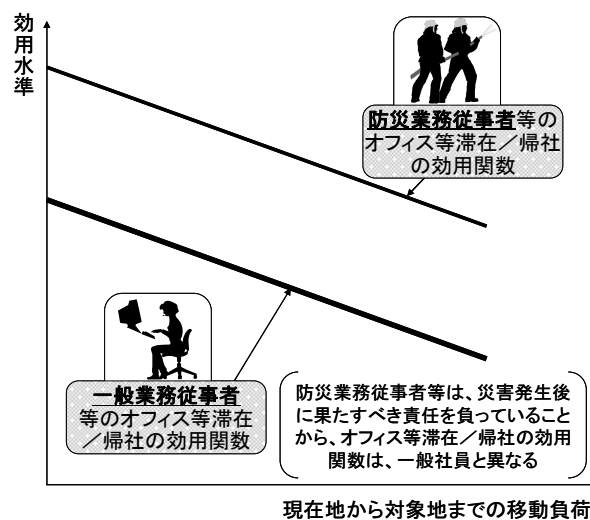 効用水準
防災業務従事者等の
オフィス等滞在／帰社
の効用関数
一般業務従事者
等のオフィス等滞在
／帰社の効用関数
防災業務従事者等は、災害発生後
に果たすべき責任を負っていること
から、オフィス等滞在／帰社の効用
関数は、一般社員と異なる
現在地から対象地までの移動負荷